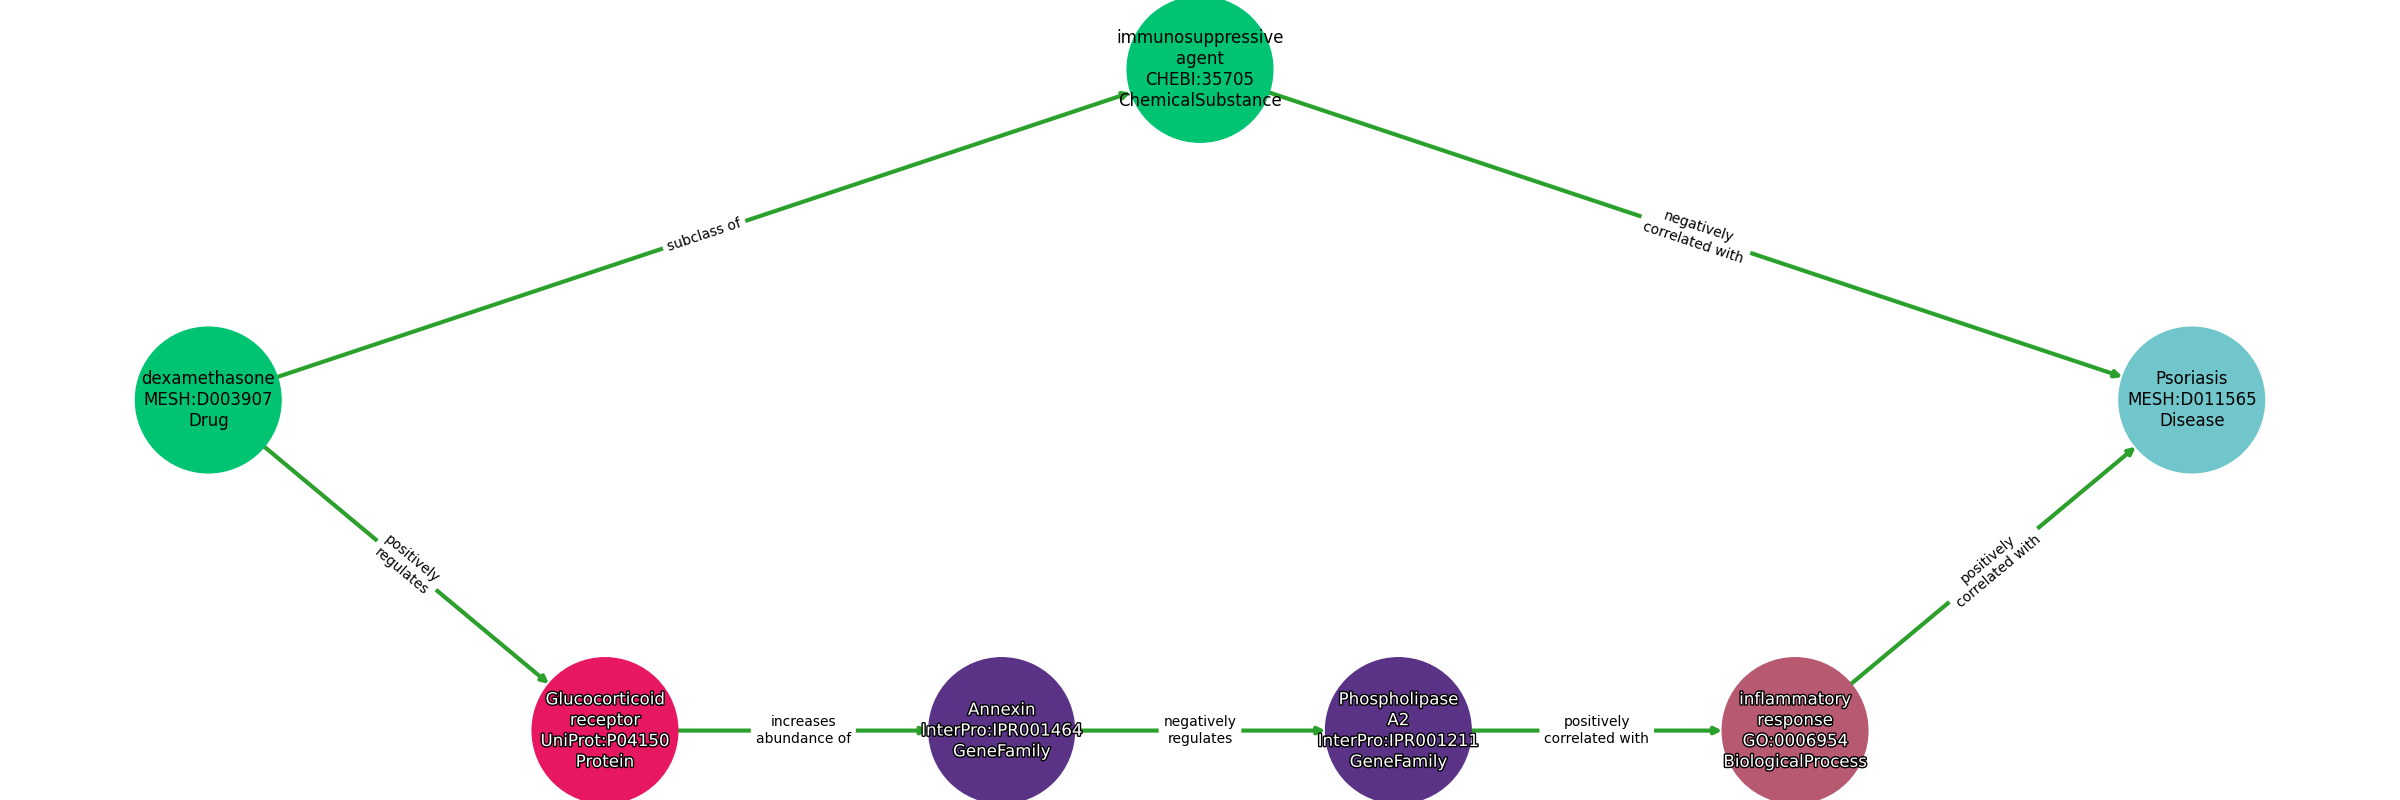 immunosuppressive
agent
CHEBI:35705
ChemicalSubstance
subclass of
negatively
correlated with
dexamethasone
MESH:D003907
Drug
Psoriasis
MESH:D011565
Disease
positively
regulates
positively
correlated with
Glucocorticoid
receptor
UniProt:P04150
Protein
increases
abundance of
Annexin
InterPro:IPR001464
GeneFamily
negatively
regulates
Phospholipase
A2
InterPro:IPR001211
GeneFamily
positively
correlated with
inflammatory
response
GO:0006954
BiologicalProcess